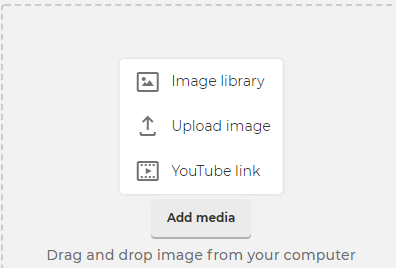 Image library
Upload image
YouTube link
Add media
Drag and drop image from your computer